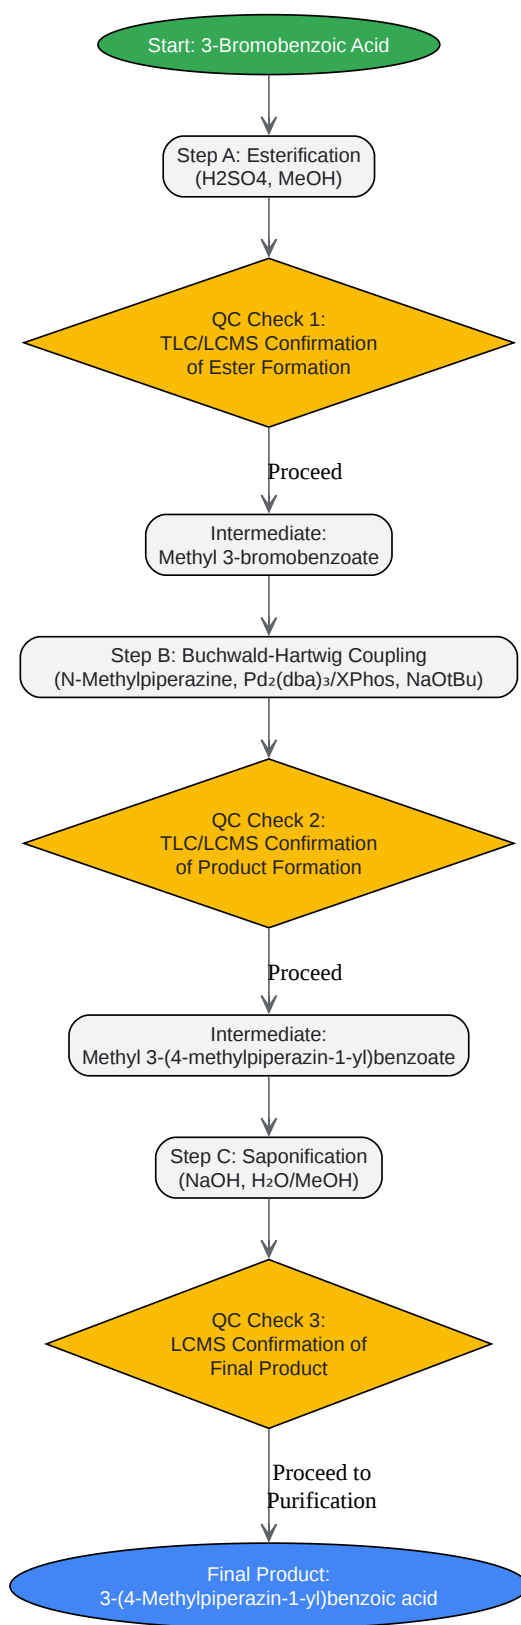 Start: 3-Bromobenzoic Acid
Step A: Esterification
(H2SO4, MeOH)
QC Check 1:
TLC/LCMS Confirmation
of Ester Formation
Proceed
Intermediate:
Methyl 3-bromobenzoate
Step B: Buchwald-Hartwig Coupling
(N-Methylpiperazine, Pd₂(dba)₃/XPhos, NaOtBu)
QC Check 2:
TLC/LCMS Confirmation
of Product Formation
Proceed
Intermediate:
Methyl 3-(4-methylpiperazin-1-yl)benzoate
Step C: Saponification
(NaOH, H₂O/MeOH)
QC Check 3:
LCMS Confirmation of
Final Product
Proceed to
Purification
Final Product:
3-(4-Methylpiperazin-1-yl)benzoic acid